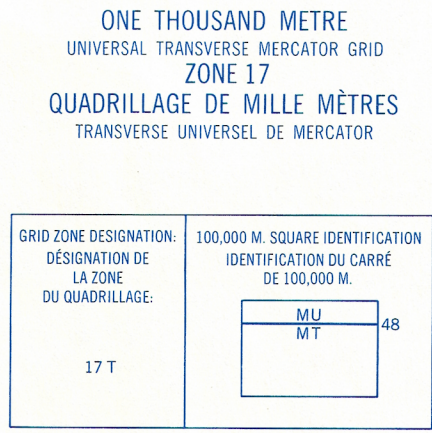 ONE THOUSAND METRE
UNIVERSAL TRANSVERSE MERCATOR GRID
ZONE 17
QUADRILLAGE DE MILLE MÈTRES
TRANSVERSE UNIVERSEL DE MERCATOR
GRID ZONE DESIGNATION:
DÉSIGNATION DE
LA ZONE
DU QUADRILLAGE:
17 T
100,000 M. SQUARE IDENTIFICATION
IDENTIFICATION DU CARRÉ
DE 100,000 M.
MU
MT
48